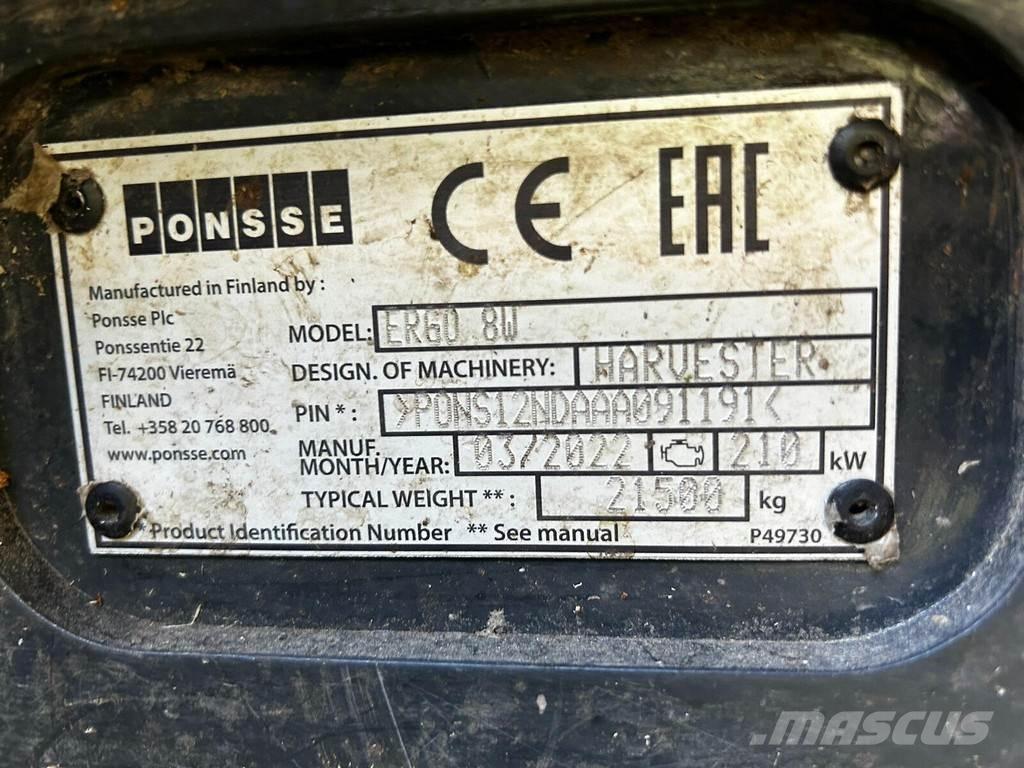 PONSSE CE EAC
Manufactured in Finland by :
Ponsse Plc
Ponssentie 22
FI-74200 Vieremä
FINLAND
Tel. +358 20 768 800
www.ponsse.com
MODEL: ERGO 8W
DESIGN. OF MACHINERY: HARVESTER
PIN * : >PONS12NDAAA091191<
MANUF.
MONTH/YEAR: 03/2022 210 kW
TYPICAL WEIGHT ** : 21500 kg
* Product Identification Number ** See manual P49730
MASCUS